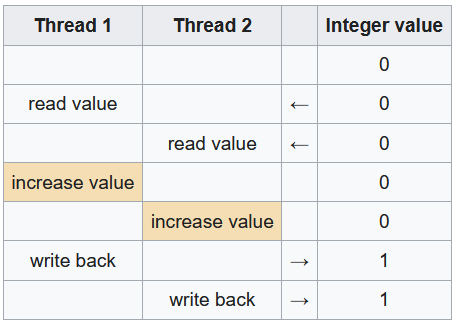 Thread 1 Thread 2 Integer value
0
read value ← 0
read value ← 0
increase value 0
increase value 0
write back → 1
write back → 1